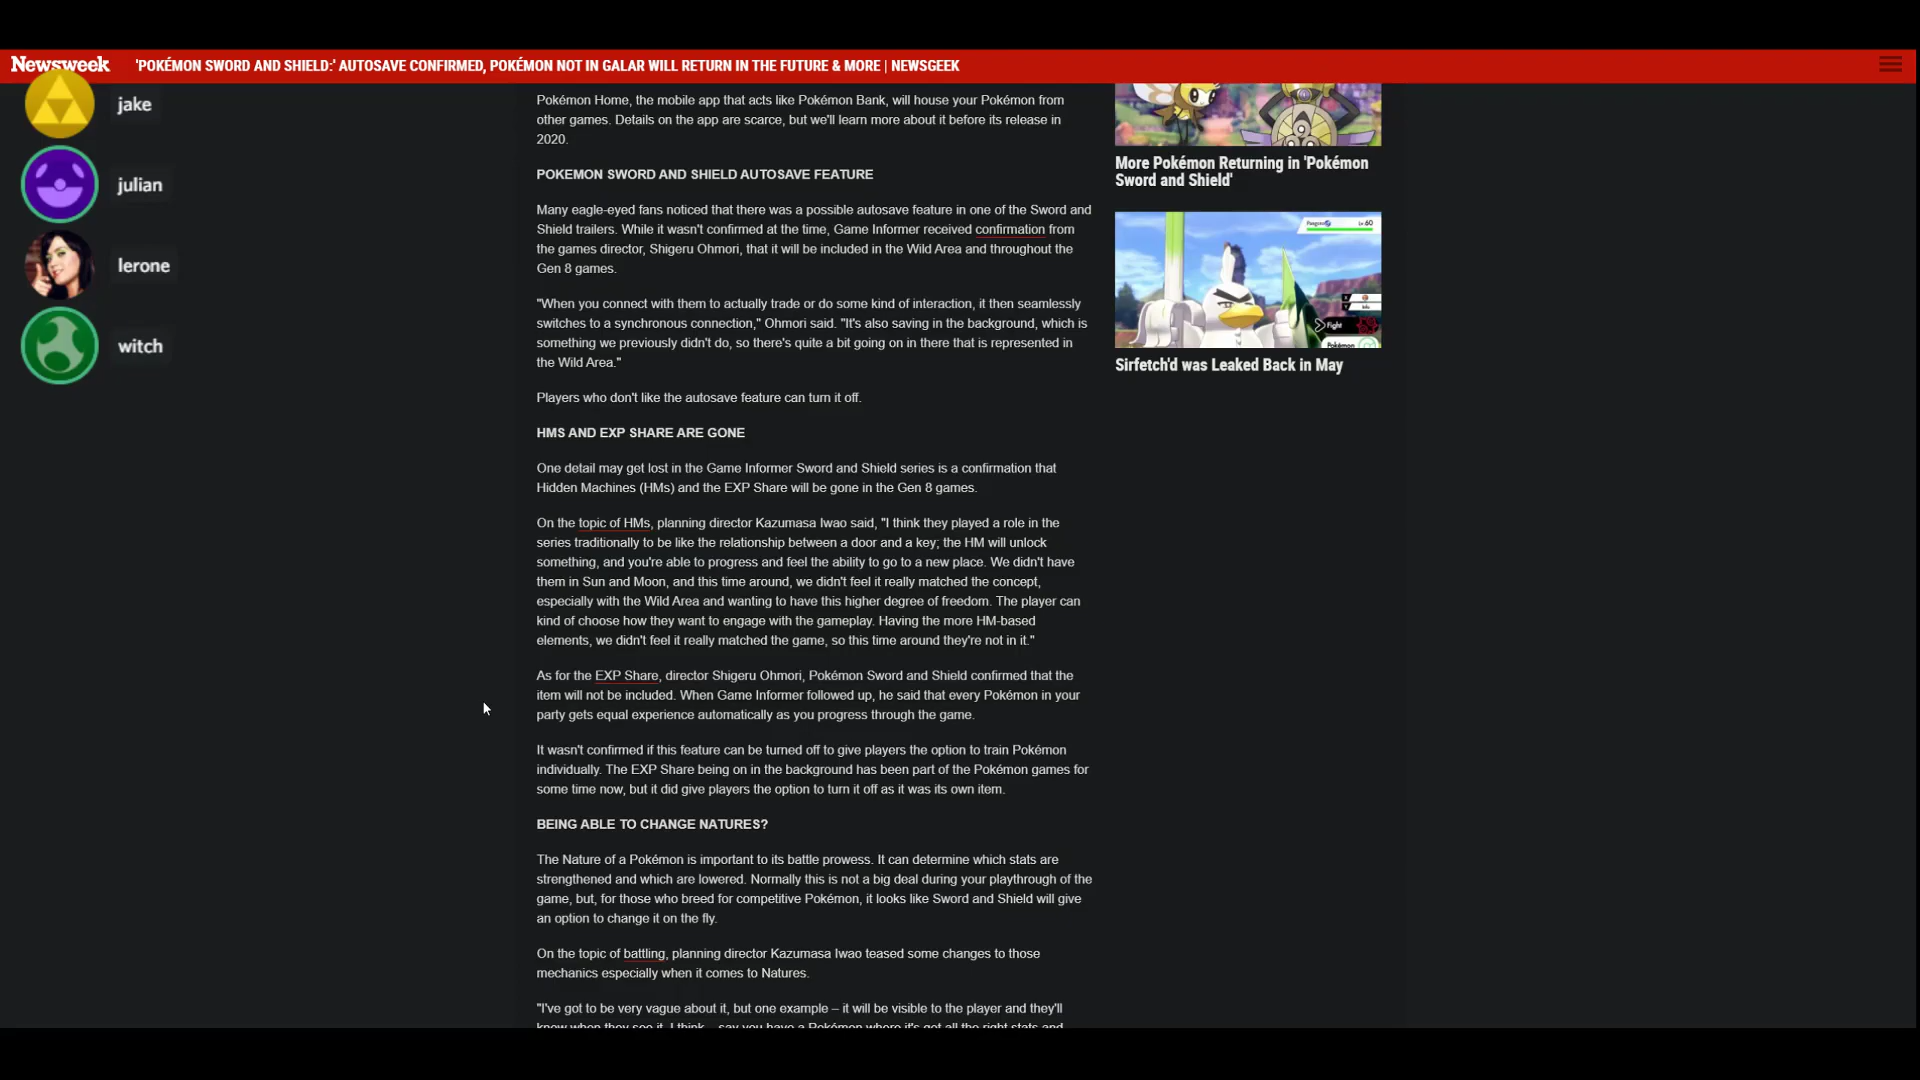 Newsweek
'POKÉMON SWORD AND SHIELD:' AUTOSAVE CONFIRMED, POKÉMON NOT IN GALAR WILL RETURN IN THE FUTURE & MORE | NEWSGEEK
jake
julian
lerone
witch
Pokémon Home, the mobile app that acts like Pokémon Bank, will house your Pokémon from
other games. Details on the app are scarce, but we'll learn more about it before its release in
2020.
POKEMON SWORD AND SHIELD AUTOSAVE FEATURE
Many eagle-eyed fans noticed that there was a possible autosave feature in one of the Sword and
Shield trailers. While it wasn't confirmed at the time, Game Informer received confirmation from
the games director, Shigeru Ohmori, that it will be included in the Wild Area and throughout the
Gen 8 games.
"When you connect with them to actually trade or do some kind of interaction, it then seamlessly
switches to a synchronous connection," Ohmori said. "It's also saving in the background, which is
something we previously didn't do, so there's quite a bit going on in there that is represented in
the Wild Area."
Players who don't like the autosave feature can turn it off.
HMS AND EXP SHARE ARE GONE
One detail may get lost in the Game Informer Sword and Shield series is a confirmation that
Hidden Machines (HMs) and the EXP Share will be gone in the Gen 8 games.
On the topic of HMs, planning director Kazumasa Iwao said, "I think they played a role in the
series traditionally to be like the relationship between a door and a key; the HM will unlock
something, and you're able to progress and feel the ability to go to a new place. We didn't have
them in Sun and Moon, and this time around, we didn't feel it really matched the concept,
especially with the Wild Area and wanting to have this higher degree of freedom. The player can
kind of choose how they want to engage with the gameplay. Having the more HM-based
elements, we didn't feel it really matched the game, so this time around they're not in it."
As for the EXP Share, director Shigeru Ohmori, Pokémon Sword and Shield confirmed that the
item will not be included. When Game Informer followed up, he said that every Pokémon in your
party gets equal experience automatically as you progress through the game.
It wasn't confirmed if this feature can be turned off to give players the option to train Pokémon
individually. The EXP Share being on in the background has been part of the Pokémon games for
some time now, but it did give players the option to turn it off as it was its own item.
BEING ABLE TO CHANGE NATURES?
The Nature of a Pokémon is important to its battle prowess. It can determine which stats are
strengthened and which are lowered. Normally this is not a big deal during your playthrough of the
game, but, for those who breed for competitive Pokémon, it looks like Sword and Shield will give
an option to change it on the fly.
On the topic of battling, planning director Kazumasa Iwao teased some changes to those
mechanics especially when it comes to Natures.
"I've got to be very vague about it, but one example – it will be visible to the player and they'll
know when they see it, I think – say you have a Pokémon where it's got all the right stats and
More Pokémon Returning in 'Pokémon
Sword and Shield'
Lv. 60
Fight
Pokémon
Sirfetch'd was Leaked Back in May